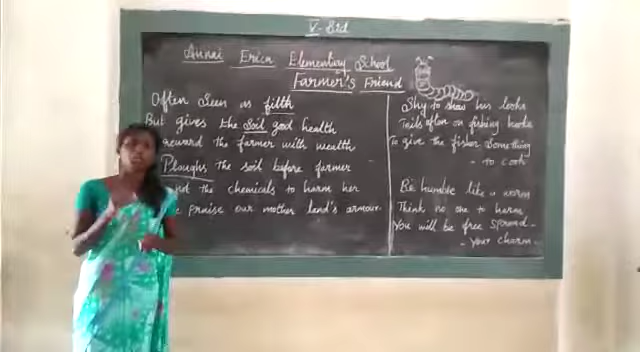 V - Std
Annai Erica Elementary School
Farmer's Friend
Often Seen as filth
But gives the soil good health
reward the farmer with wealth
Ploughs the soil before farmer
not the chemicals to harm her
praise our mother land's armour.
Shy to show his looks
Tails often on fishing hooks
To give the fisher something
- to cook
Be humble like a worm
Think no one to harm
You will be free spread -
- your charm -